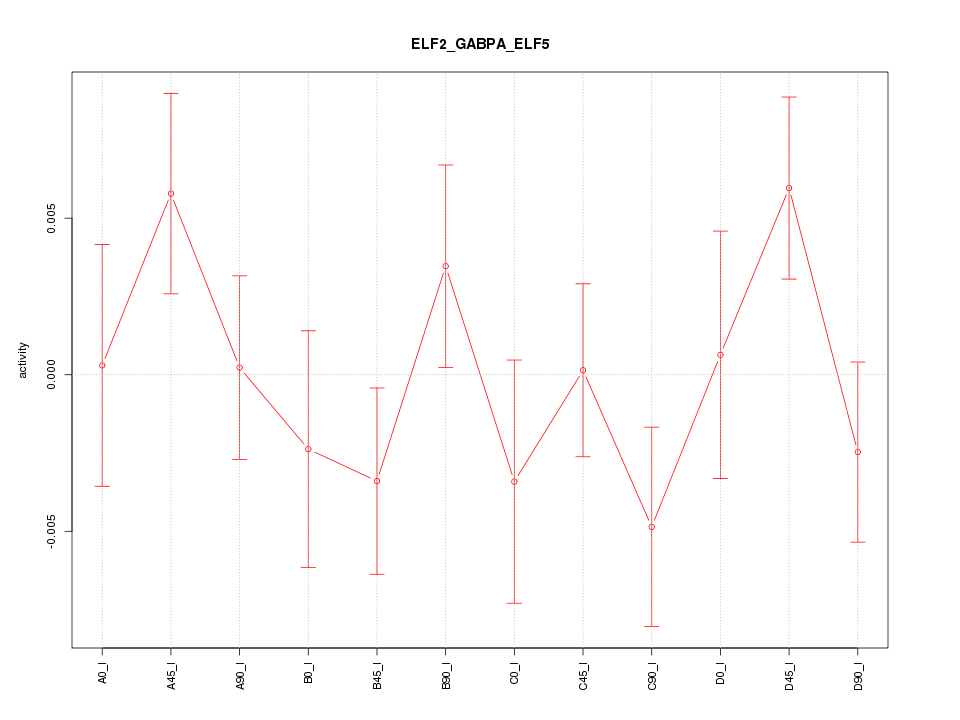 ELF2_GABPA_ELF5
activity
0.005
0.000
-0.005
A0_I
A45_I
A90_I
B0_I
B45_I
B90_I
C0_I
C45_I
C90_I
D0_I
D45_I
D90_I